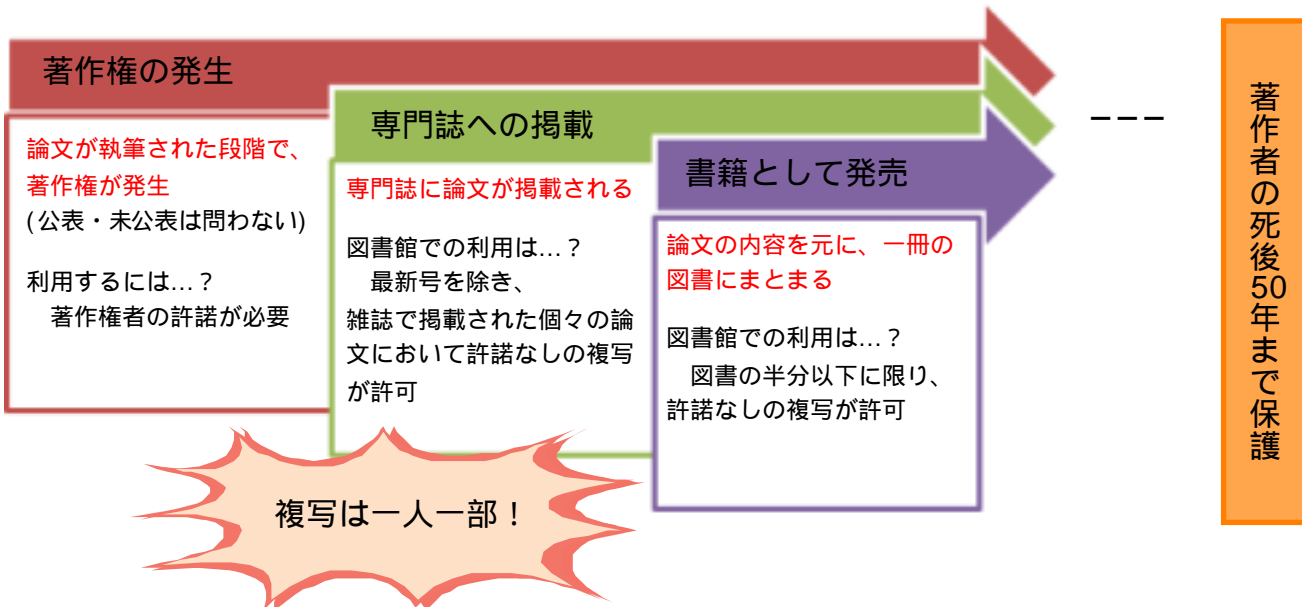 著作権の発生
論文が執筆された段階で、
著作権が発生
(公表・未公表は問わない)
利用するには…？
著作権者の許諾が必要
専門誌への掲載
専門誌に論文が掲載される
図書館での利用は…？
最新号を除き、
雑誌で掲載された個々の論
文において許諾なしの複写
が許可
書籍として発売
論文の内容を元に、一冊の
図書にまとまる
図書館での利用は…？
図書の半分以下に限り、
許諾なしの複写が許可
複写は一人一部！
---
著作者の死後50年まで保護